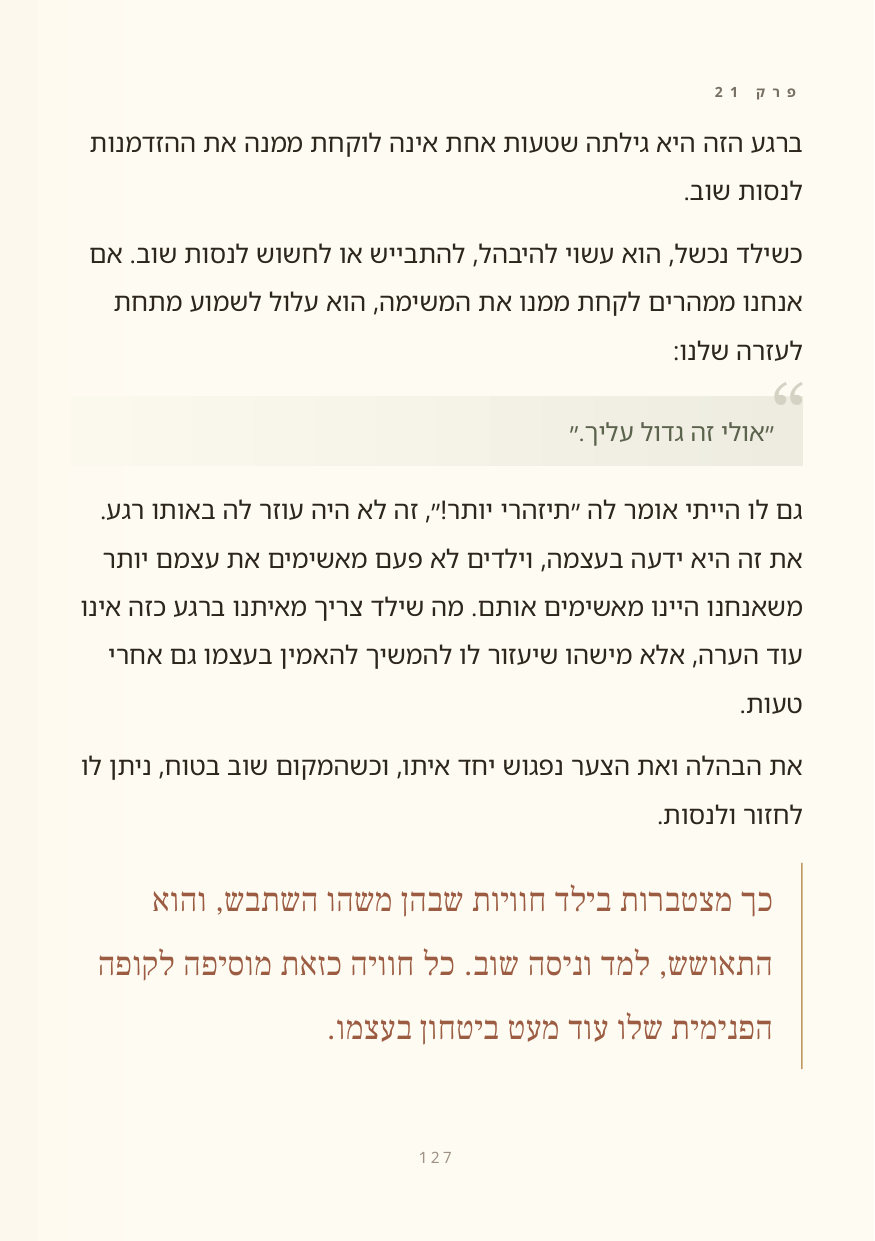 פרק 21
ברגע הזה היא גילתה שטעות אחת אינה לוקחת ממנה את ההזדמנות
לנסות שוב.
כשילד נכשל, הוא עשוי להיבהל, להתבייש או לחשוש לנסות שוב. אם
אנחנו ממהרים לקחת ממנו את המשימה, הוא עלול לשמוע מתחת
לעזרה שלנו:
“
״אולי זה גדול עליך.״
גם לו הייתי אומר לה ״תיזהרי יותר!״, זה לא היה עוזר לה באותו רגע.
את זה היא ידעה בעצמה, וילדים לא פעם מאשימים את עצמם יותר
משאנחנו היינו מאשימים אותם. מה שילד צריך מאיתנו ברגע כזה אינו
עוד הערה, אלא מישהו שיעזור לו להמשיך להאמין בעצמו גם אחרי
טעות.
את הבהלה ואת הצער נפגוש יחד איתו, וכשהמקום שוב בטוח, ניתן לו
לחזור ולנסות.
כך מצטברות בילד חוויות שבהן משהו השתבש, והוא
התאושש, למד וניסה שוב. כל חוויה כזאת מוסיפה לקופה
הפנימית שלו עוד מעט ביטחון בעצמו.
127